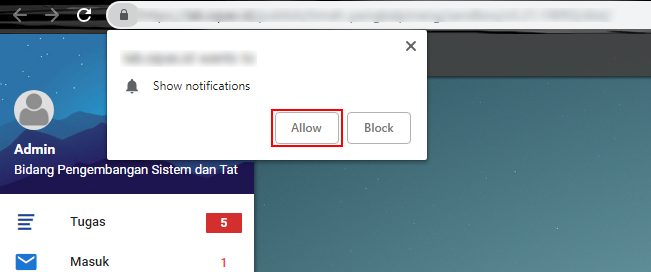 Show notifications
Allow
Block
Admin
Bidang Pengembangan Sistem dan Tat
Tugas
5
Masuk
1